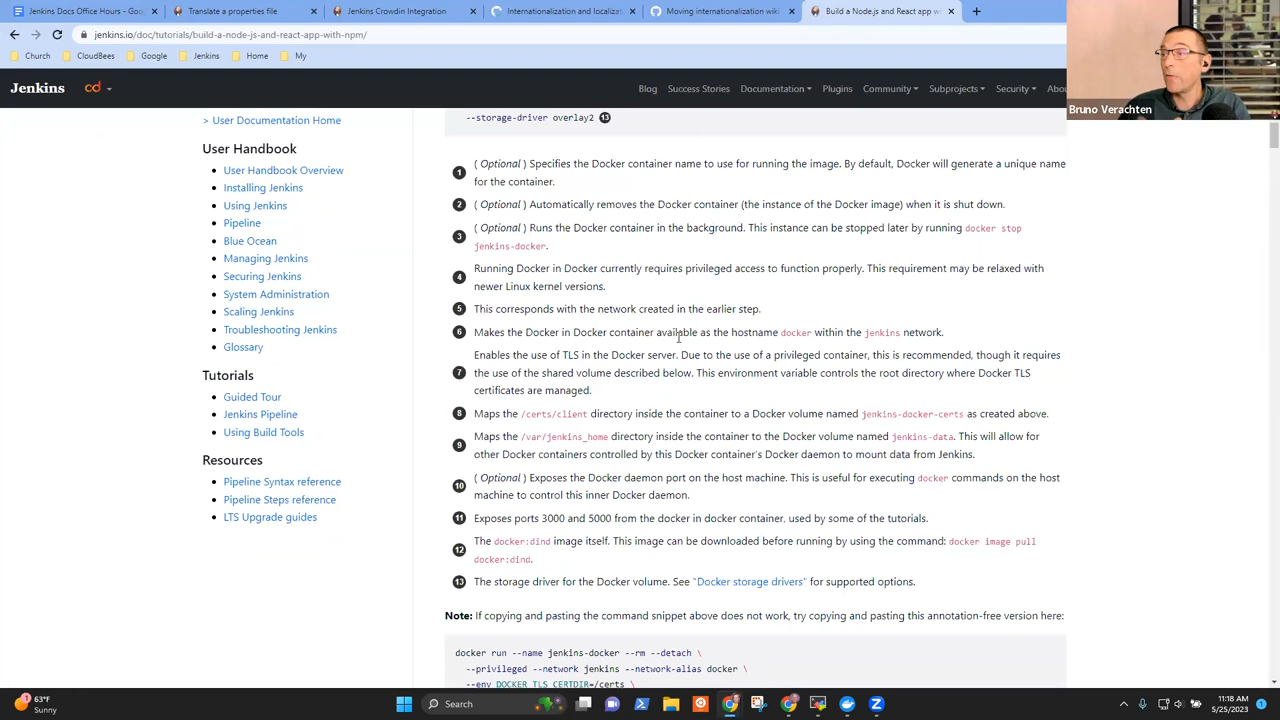 Jenkins Docs Office Hours - Goo
Translate a properties file
Jenkins Crowdin Integration
Internationalization and localizat
Moving internationalization wiki
Build a Node.js and React app wi
jenkins.io/doc/tutorials/build-a-node-js-and-react-app-with-npm/
Church
CloudBees
Google
Jenkins
Home
My
Jenkins
cd
Blog
Success Stories
Documentation
Plugins
Community
Subprojects
Security
Abou
Bruno Verachten
> User Documentation Home
User Handbook
User Handbook Overview
Installing Jenkins
Using Jenkins
Pipeline
Blue Ocean
Managing Jenkins
Securing Jenkins
System Administration
Scaling Jenkins
Troubleshooting Jenkins
Glossary
Tutorials
Guided Tour
Jenkins Pipeline
Using Build Tools
Resources
Pipeline Syntax reference
Pipeline Steps reference
LTS Upgrade guides
--storage-driver overlay2 13
1 ( Optional ) Specifies the Docker container name to use for running the image. By default, Docker will generate a unique name
for the container.
2 ( Optional ) Automatically removes the Docker container (the instance of the Docker image) when it is shut down.
3 ( Optional ) Runs the Docker container in the background. This instance can be stopped later by running docker stop
jenkins-docker.
4 Running Docker in Docker currently requires privileged access to function properly. This requirement may be relaxed with
newer Linux kernel versions.
5 This corresponds with the network created in the earlier step.
6 Makes the Docker in Docker container available as the hostname docker within the jenkins network.
7 Enables the use of TLS in the Docker server. Due to the use of a privileged container, this is recommended, though it requires
the use of the shared volume described below. This environment variable controls the root directory where Docker TLS
certificates are managed.
8 Maps the /certs/client directory inside the container to a Docker volume named jenkins-docker-certs as created above.
9 Maps the /var/jenkins_home directory inside the container to the Docker volume named jenkins-data. This will allow for
other Docker containers controlled by this Docker container's Docker daemon to mount data from Jenkins.
10 ( Optional ) Exposes the Docker daemon port on the host machine. This is useful for executing docker commands on the host
machine to control this inner Docker daemon.
11 Exposes ports 3000 and 5000 from the docker in docker container, used by some of the tutorials.
12 The docker:dind image itself. This image can be downloaded before running by using the command: docker image pull
docker:dind.
13 The storage driver for the Docker volume. See "Docker storage drivers" for supported options.
Note: If copying and pasting the command snippet above does not work, try copying and pasting this annotation-free version here:
docker run --name jenkins-docker --rm --detach \
--privileged --network jenkins --network-alias docker \
--env DOCKER_TLS_CERTDIR=/certs \
63°F
Sunny
Search
11:18 AM
5/25/2023